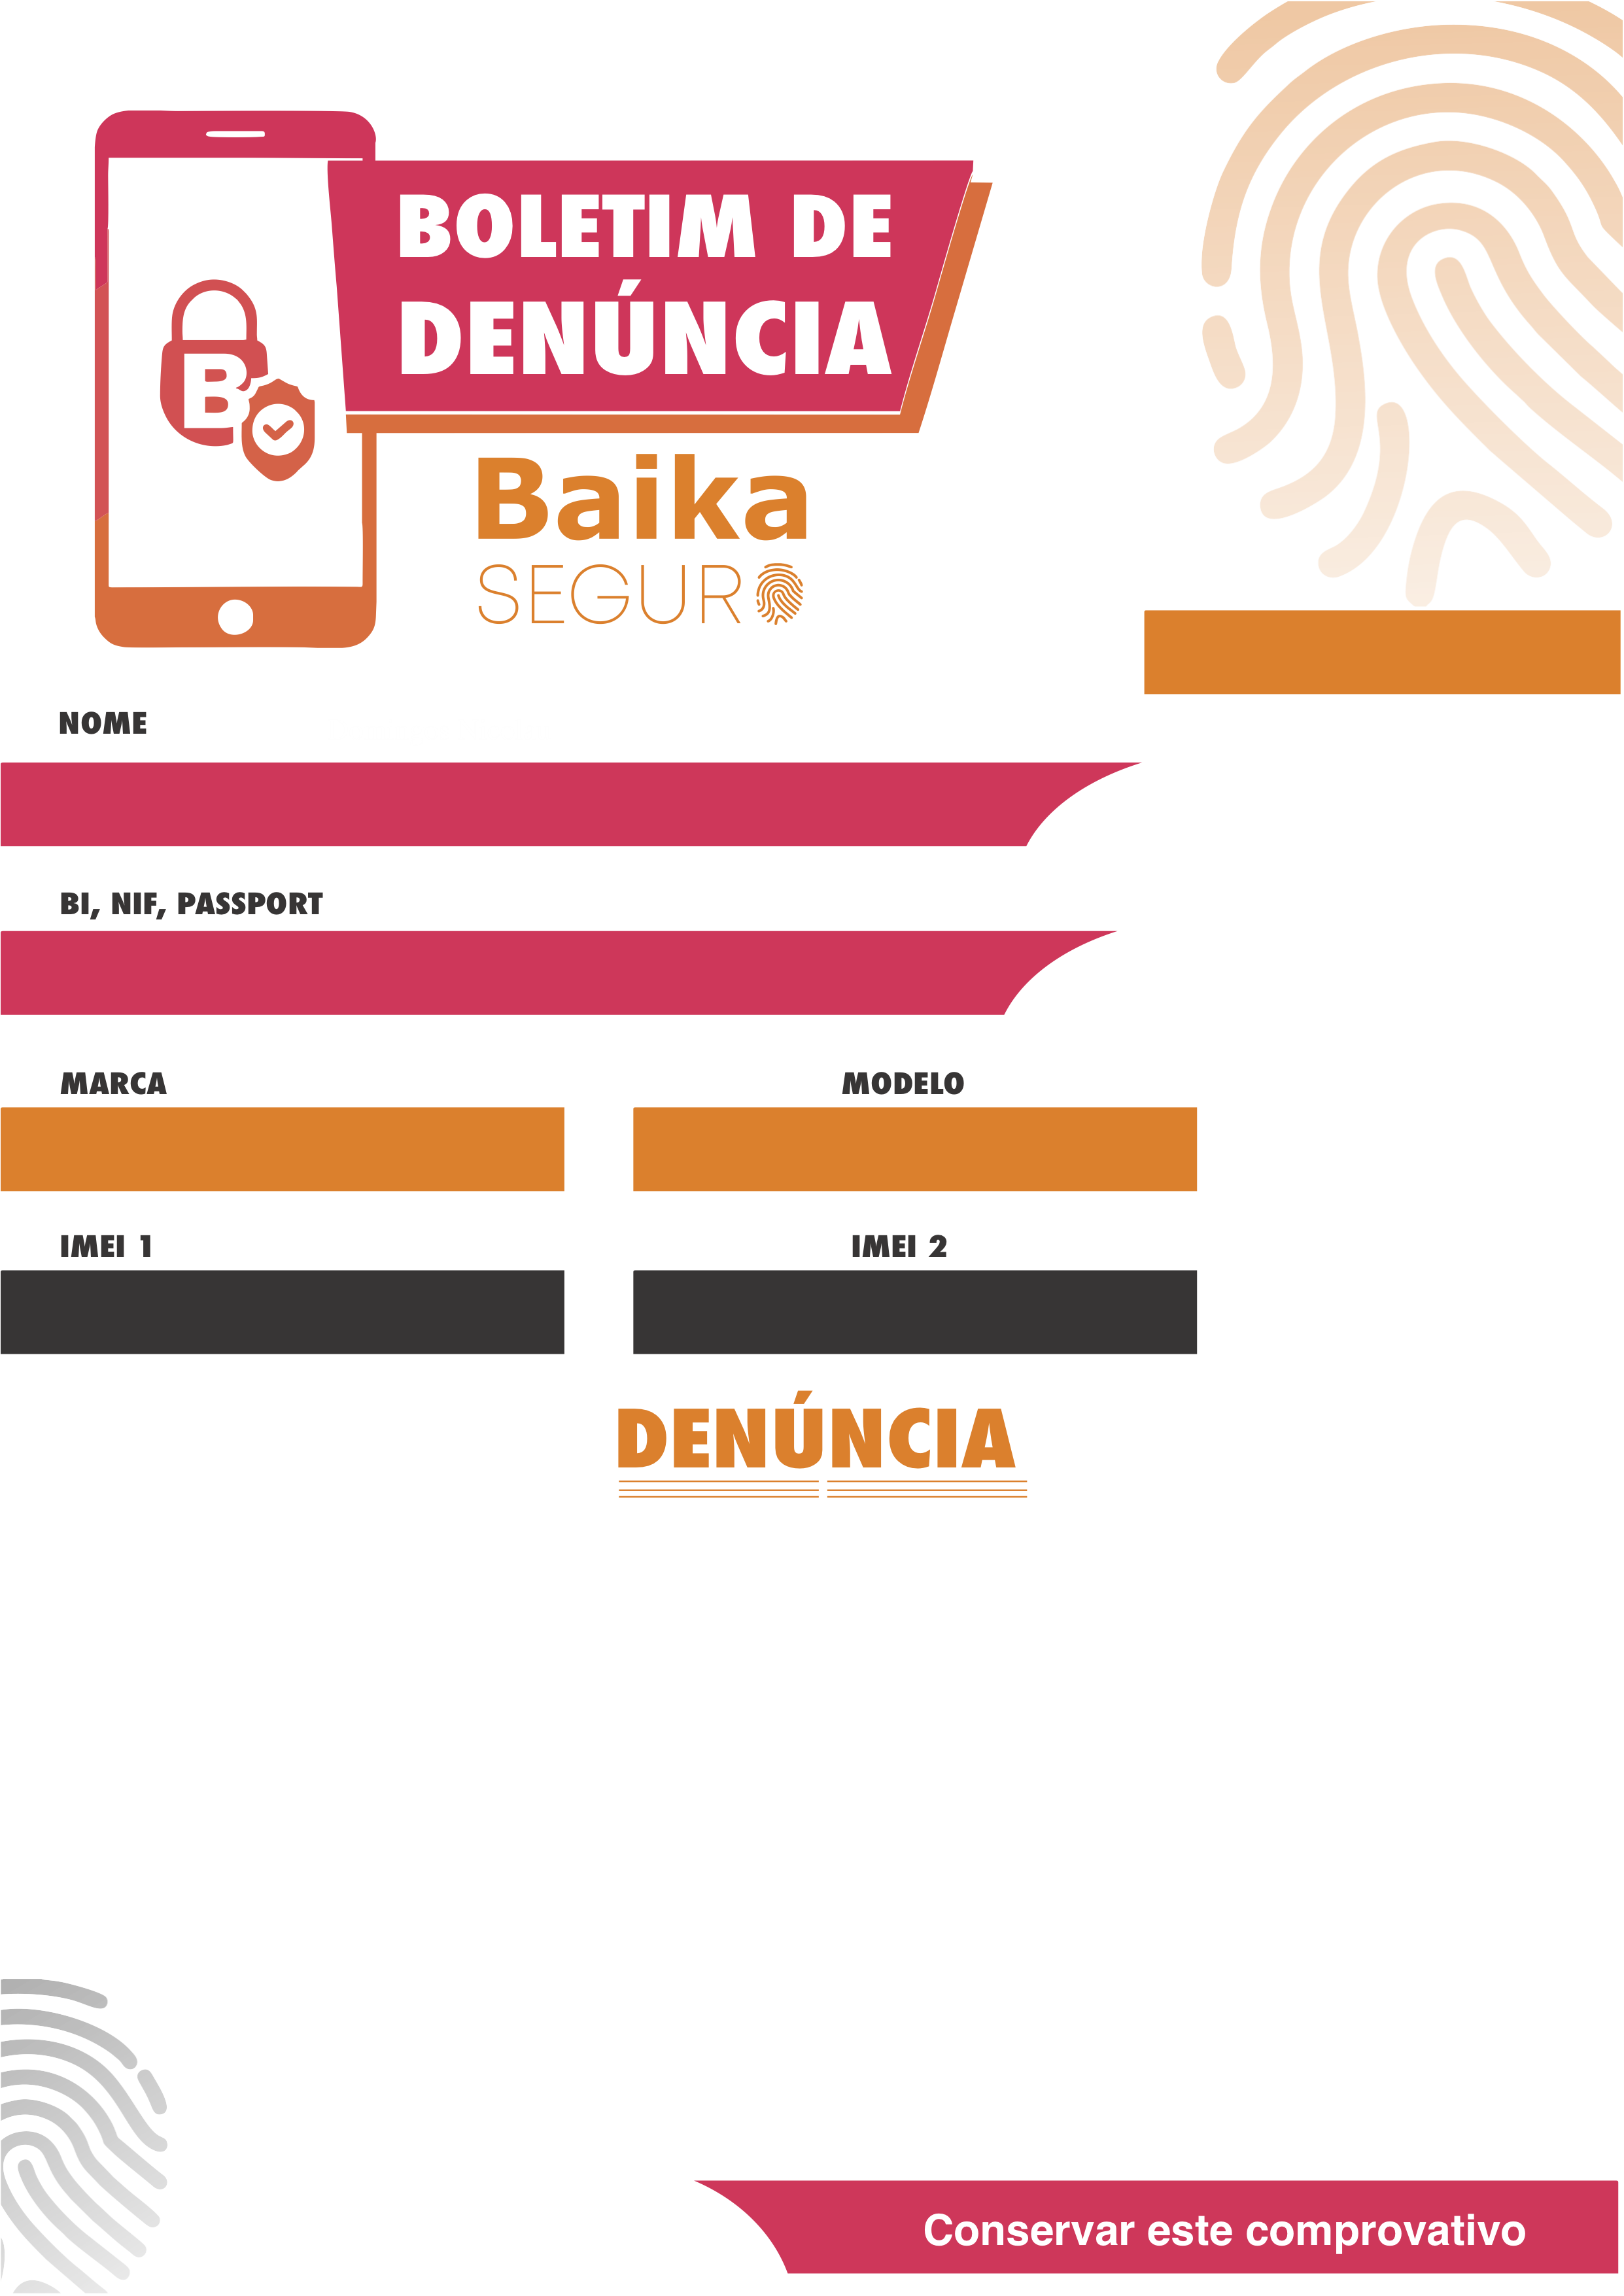 BOLETIM DE
DENÚNCIA
B
Baika
SEGURO
NOME
BI, NIF, PASSPORT
MARCA
MODELO
IMEI 1
IMEI 2
DENÚNCIA
Conservar este comprovativo